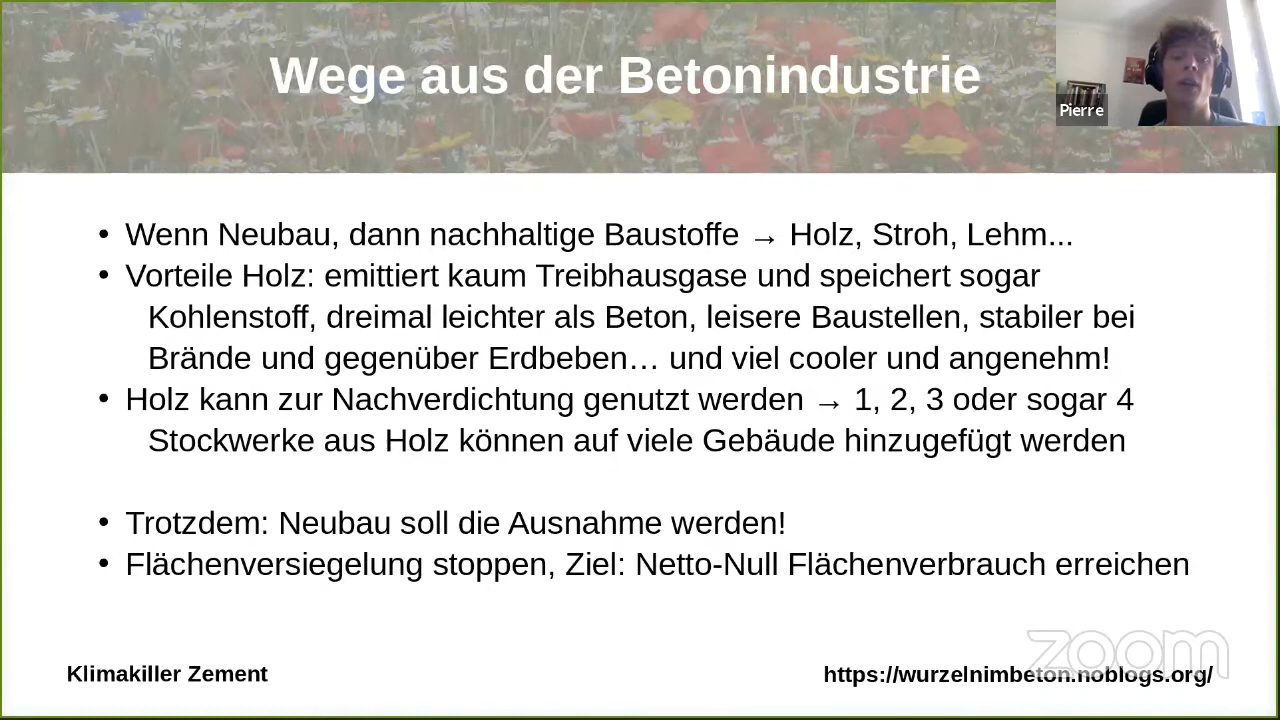 Wege aus der Betonindustrie
Pierre
• Wenn Neubau, dann nachhaltige Baustoffe → Holz, Stroh, Lehm...
• Vorteile Holz: emittiert kaum Treibhausgase und speichert sogar
Kohlenstoff, dreimal leichter als Beton, leisere Baustellen, stabiler bei
Brände und gegenüber Erdbeben… und viel cooler und angenehm!
• Holz kann zur Nachverdichtung genutzt werden → 1, 2, 3 oder sogar 4
Stockwerke aus Holz können auf viele Gebäude hinzugefügt werden
• Trotzdem: Neubau soll die Ausnahme werden!
• Flächenversiegelung stoppen, Ziel: Netto-Null Flächenverbrauch erreichen
zoom
Klimakiller Zement
https://wurzelnimbeton.noblogs.org/